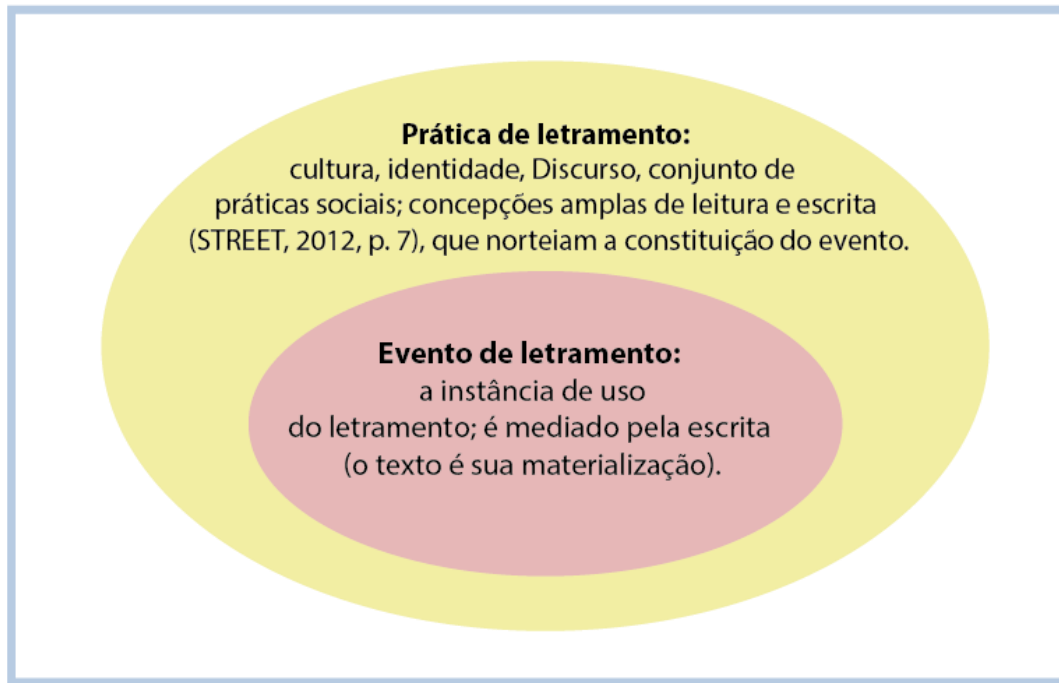 Prática de letramento:
cultura, identidade, Discurso, conjunto de
práticas sociais; concepções amplas de leitura e escrita
(STREET, 2012, p. 7), que norteiam a constituição do evento.
Evento de letramento:
a instância de uso
do letramento; é mediado pela escrita
(o texto é sua materialização).